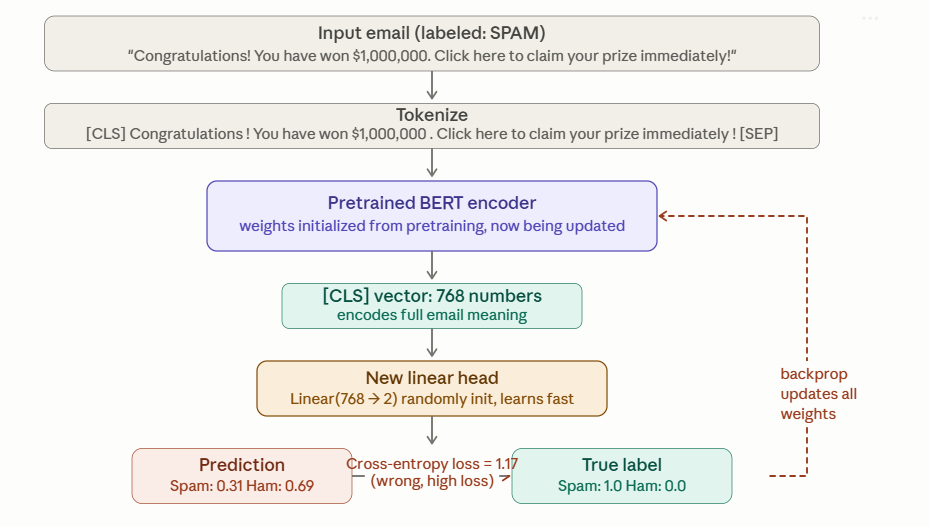 Input email (labeled: SPAM)
"Congratulations! You have won $1,000,000. Click here to claim your prize immediately!"
Tokenize
[CLS] Congratulations ! You have won $1,000,000 . Click here to claim your prize immediately ! [SEP]
Pretrained BERT encoder
weights initialized from pretraining, now being updated
[CLS] vector: 768 numbers
encodes full email meaning
New linear head
Linear(768 → 2) randomly init, learns fast
backprop
updates all
weights
Prediction
Spam: 0.31 Ham: 0.69
Cross-entropy loss = 1.17
(wrong, high loss)
True label
Spam: 1.0 Ham: 0.0